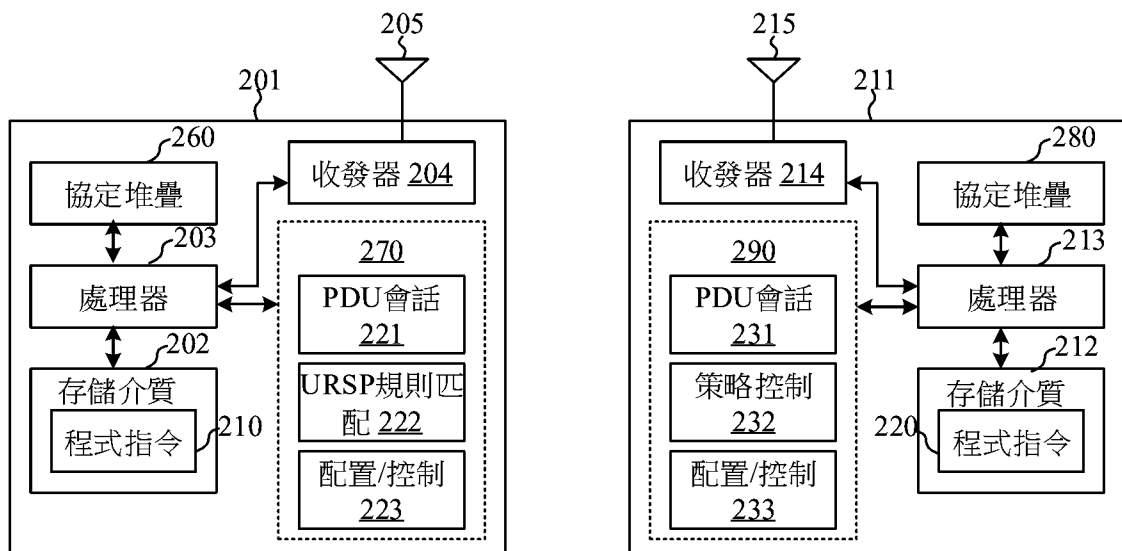 205
201
260
收發器 204
協定堆疊
203
270
處理器
PDU會話
221
202
存儲介質
URSP規則匹
配 222
程式指令
210
配置/控制
223
215
211
收發器 214
280
協定堆疊
290
213
PDU會話
231
處理器
212
策略控制
232
存儲介質
220
程式指令
配置/控制
233